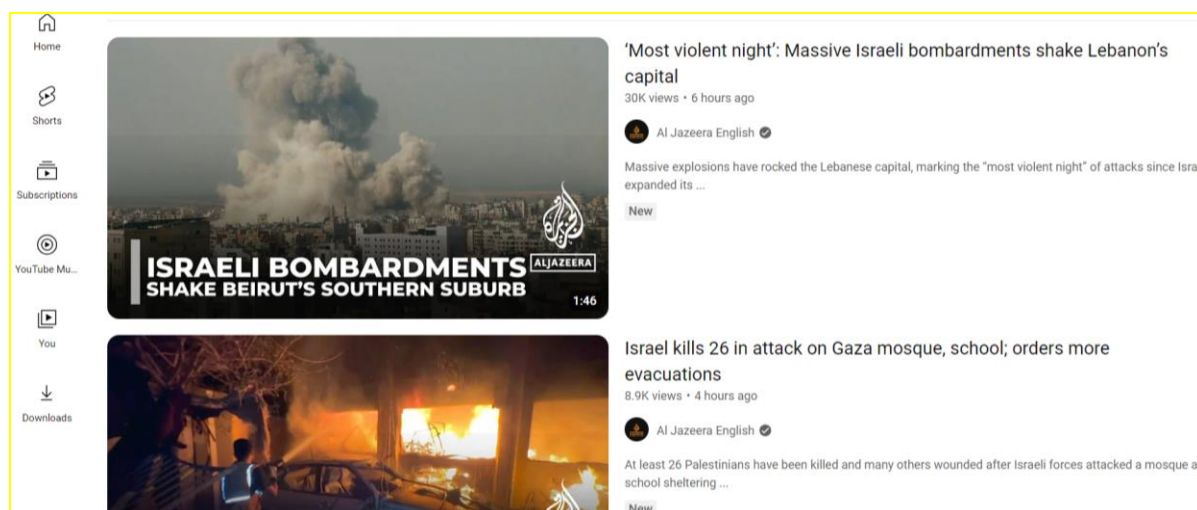 Home
Shorts
Subscriptions
YouTube Mu...
You
Downloads
ISRAELI BOMBARDMENTS
SHAKE BEIRUT'S SOUTHERN SUBURB
الجزيرة
ALJAZEERA
1:46
‘Most violent night’: Massive Israeli bombardments shake Lebanon’s
capital
30K views • 6 hours ago
Al Jazeera English
Massive explosions have rocked the Lebanese capital, marking the “most violent night” of attacks since Isra
expanded its ...
New
Israel kills 26 in attack on Gaza mosque, school; orders more
evacuations
8.9K views • 4 hours ago
Al Jazeera English
At least 26 Palestinians have been killed and many others wounded after Israeli forces attacked a mosque a
school sheltering ...
New